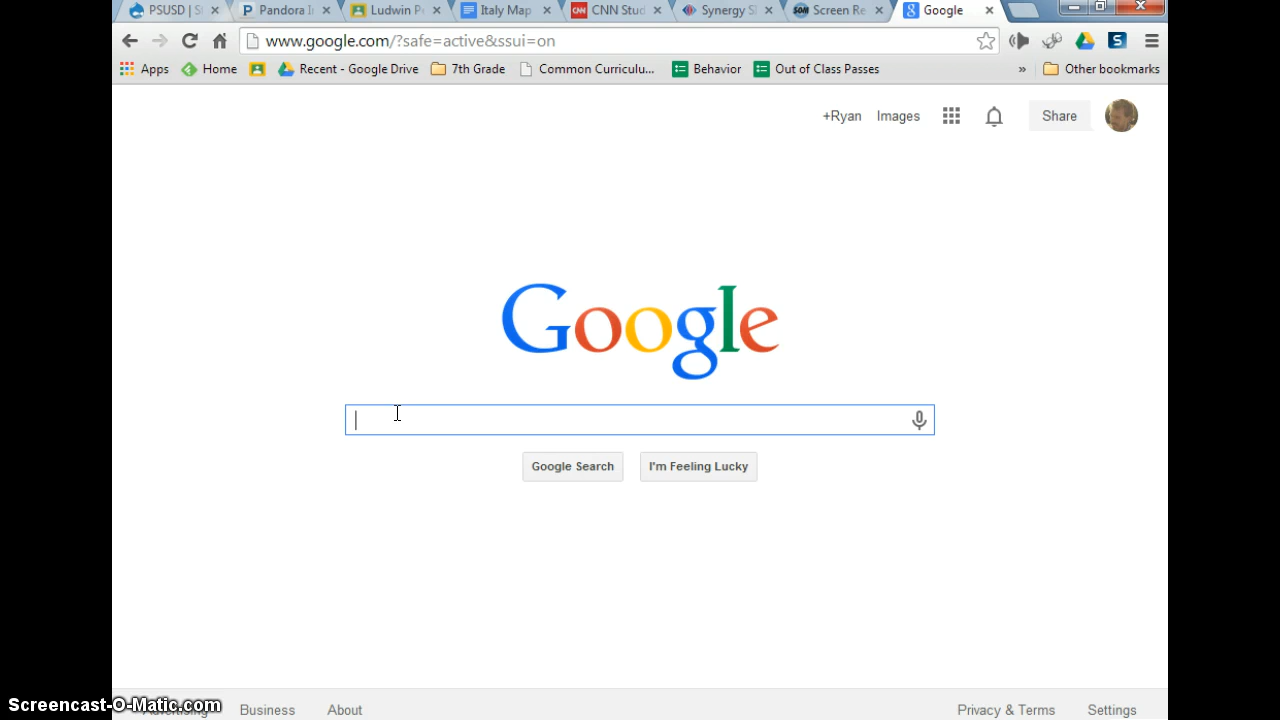 PSUSD | S
Pandora I
Ludwin P
Italy Map
CNN Stud
Synergy S
Screen Re
Google
www.google.com/?safe=active&ssui=on
Apps Home Recent - Google Drive 7th Grade Common Curriculu... Behavior Out of Class Passes » Other bookmarks
+Ryan Images Share
Google
Google Search I'm Feeling Lucky
Advertising Business About Privacy & Terms Settings
Screencast-O-Matic.com